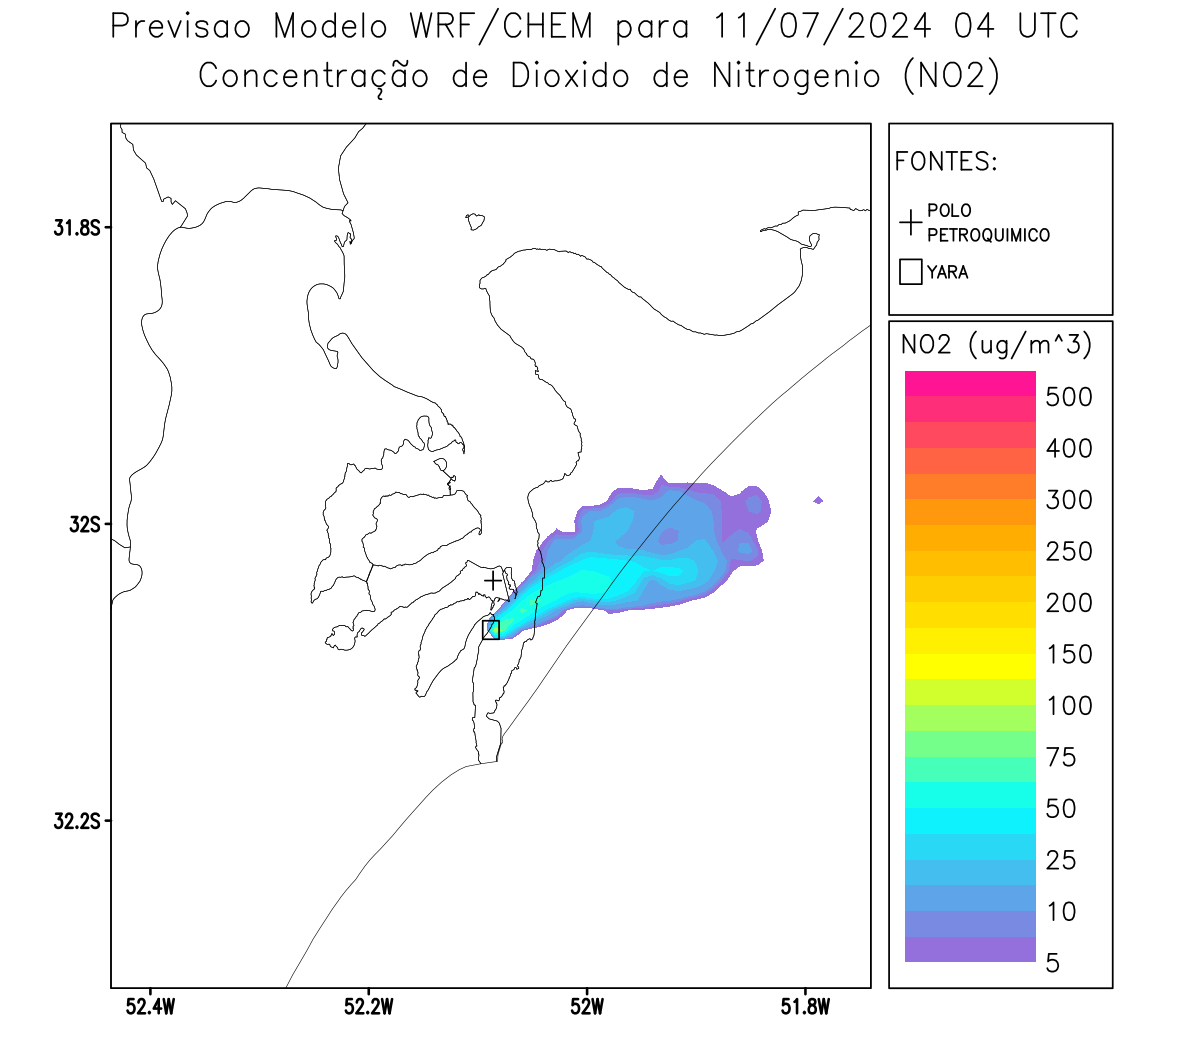 Previsao Modelo WRF/CHEM para 11/07/2024 04 UTC
Concentração de Dioxido de Nitrogenio (NO2)
FONTES:
POLO
PETROQUIMICO
YARA
NO2 (ug/m^3)
500
400
300
250
200
150
100
75
50
25
10
5
31.8S
32S
32.2S
52.4W
52.2W
52W
51.8W